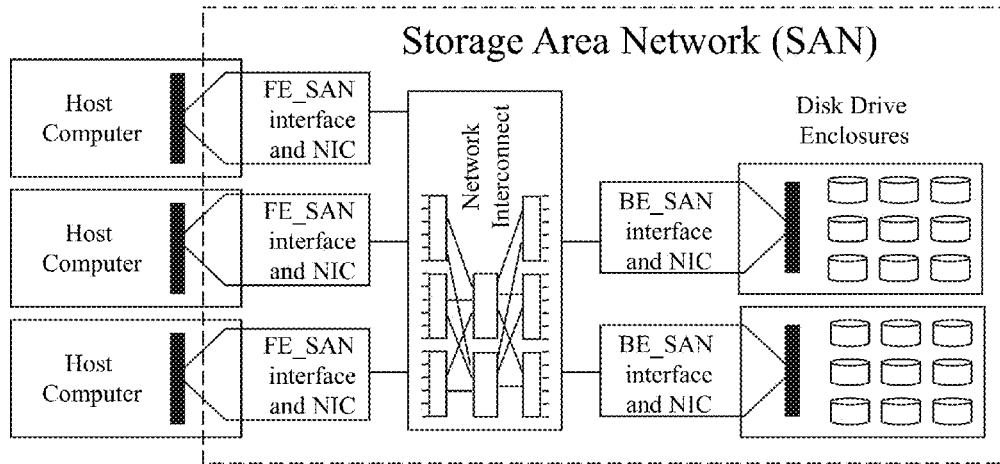 Storage Area Network (SAN)
Host
Computer
FE_SAN
interface
and NIC
Host
Computer
FE_SAN
interface
and NIC
Host
Computer
FE_SAN
interface
and NIC
Network
Interconnect
BE_SAN
interface
and NIC
BE_SAN
interface
and NIC
Disk Drive
Enclosures